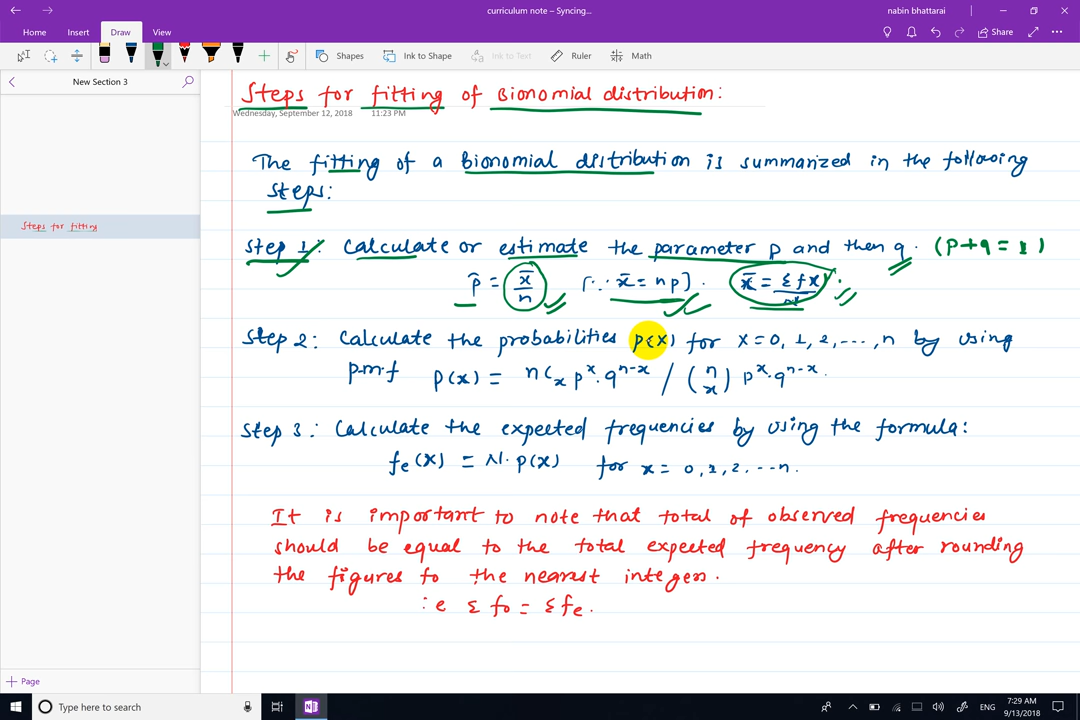 curriculum note – Syncing...
nabin bhattarai
Home Insert Draw View
Share
Shapes Ink to Shape Ink to Text Ruler Math
New Section 3
Steps for fitting of Bionomial distribution:
Wednesday, September 12, 2018 11:23 PM
The fitting of a Bionomial distribution is summarized in the following
steps:
Steps for fitting
Step 1: Calculate or estimate the parameter p and then q. (p+q=1)
p̂ = x̄/n [∵ x̄ = np]. x̄ = Σfx/N
Step 2: Calculate the probabilities p(x) for x=0, 1, 2, ..., n by using
p.m.f p(x) = nCₓ pˣ.qⁿ⁻ˣ / (n x) pˣ.qⁿ⁻ˣ.
Step 3: Calculate the expected frequencies by using the formula:
fe(x) = N. p(x) for x= 0, 1, 2, ...n.
It is important to note that total of observed frequencies
should be equal to the total expected frequency after rounding
the figures to the nearest integers.
i.e Σ fo = Σfe.
Page
Type here to search
ENG
7:29 AM
9/13/2018